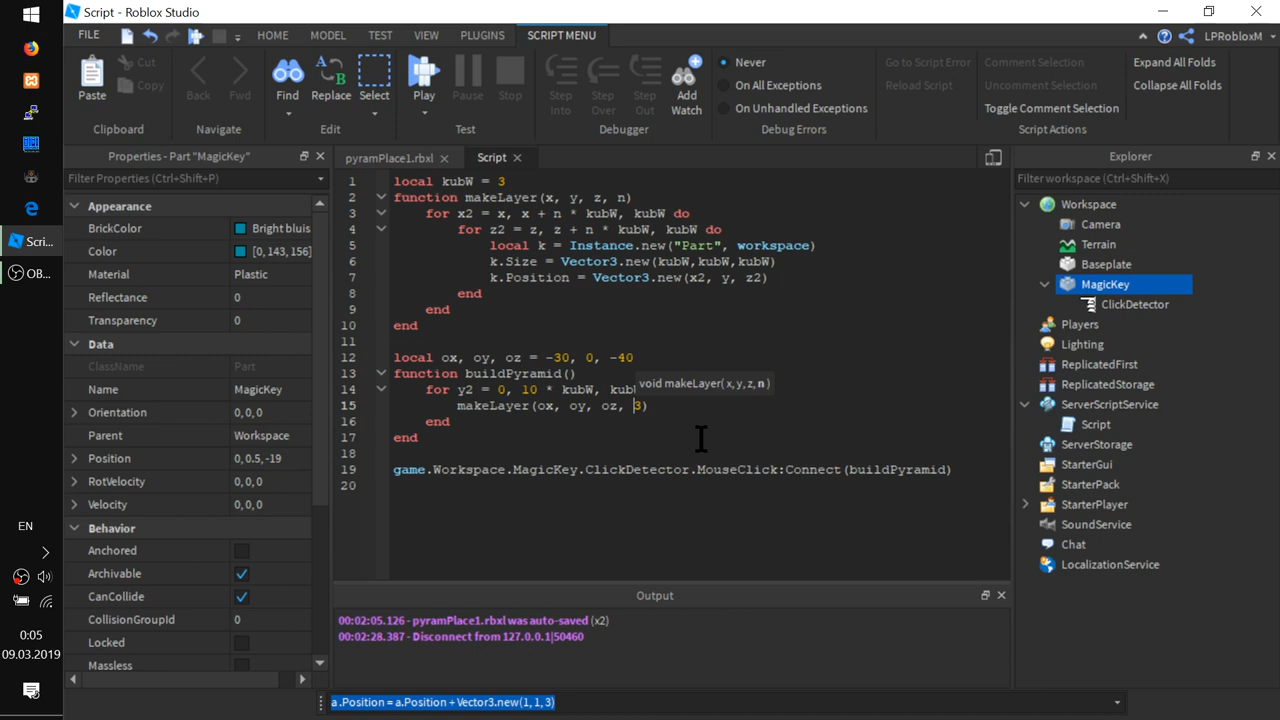 Script - Roblox Studio
FILE
HOME
MODEL
TEST
VIEW
PLUGINS
SCRIPT MENU
LPRobloxM
Paste
Cut
Copy
Clipboard
Back
Fwd
Navigate
Find
Replace
Select
Edit
Play
Pause
Stop
Test
Step Into
Step Over
Step Out
Add Watch
Debugger
Never
On All Exceptions
On Unhandled Exceptions
Debug Errors
Go to Script Error
Reload Script
Comment Selection
Uncomment Selection
Toggle Comment Selection
Expand All Folds
Collapse All Folds
Script Actions
Properties - Part "MagicKey"
Filter Properties (Ctrl+Shift+P)
Appearance
BrickColor Bright bluis
Color [0, 143, 156]
Material Plastic
Reflectance 0
Transparency 0
Data
ClassName Part
Name MagicKey
Orientation 0, 0, 0
Parent Workspace
Position 0, 0.5, -19
RotVelocity 0, 0, 0
Velocity 0, 0, 0
Behavior
Anchored
Archivable
CanCollide
CollisionGroupId 0
Locked
Massless
pyramPlace1.rbxl
Script
1 local kubW = 3
2 function makeLayer(x, y, z, n)
3 for x2 = x, x + n * kubW, kubW do
4 for z2 = z, z + n * kubW, kubW do
5 local k = Instance.new("Part", workspace)
6 k.Size = Vector3.new(kubW,kubW,kubW)
7 k.Position = Vector3.new(x2, y, z2)
8 end
9 end
10 end
11
12 local ox, oy, oz = -30, 0, -40
13 function buildPyramid()
void makeLayer( x, y, z, n )
14 for y2 = 0, 10 * kubW, kub
15 makeLayer(ox, oy, oz, 3)
16 end
17 end
18
19 game.Workspace.MagicKey.ClickDetector.MouseClick:Connect(buildPyramid)
20
Output
00:02:05.126 - pyramPlace1.rbxl was auto-saved (x2)
00:02:28.387 - Disconnect from 127.0.0.1|50460
a .Position = a.Position + Vector3.new(1, 1, 3)
Explorer
Filter workspace (Ctrl+Shift+X)
Workspace
Camera
Terrain
Baseplate
MagicKey
ClickDetector
Players
Lighting
ReplicatedFirst
ReplicatedStorage
ServerScriptService
Script
ServerStorage
StarterGui
StarterPack
StarterPlayer
SoundService
Chat
LocalizationService
Scri...
OB...
EN
0:05
09.03.2019